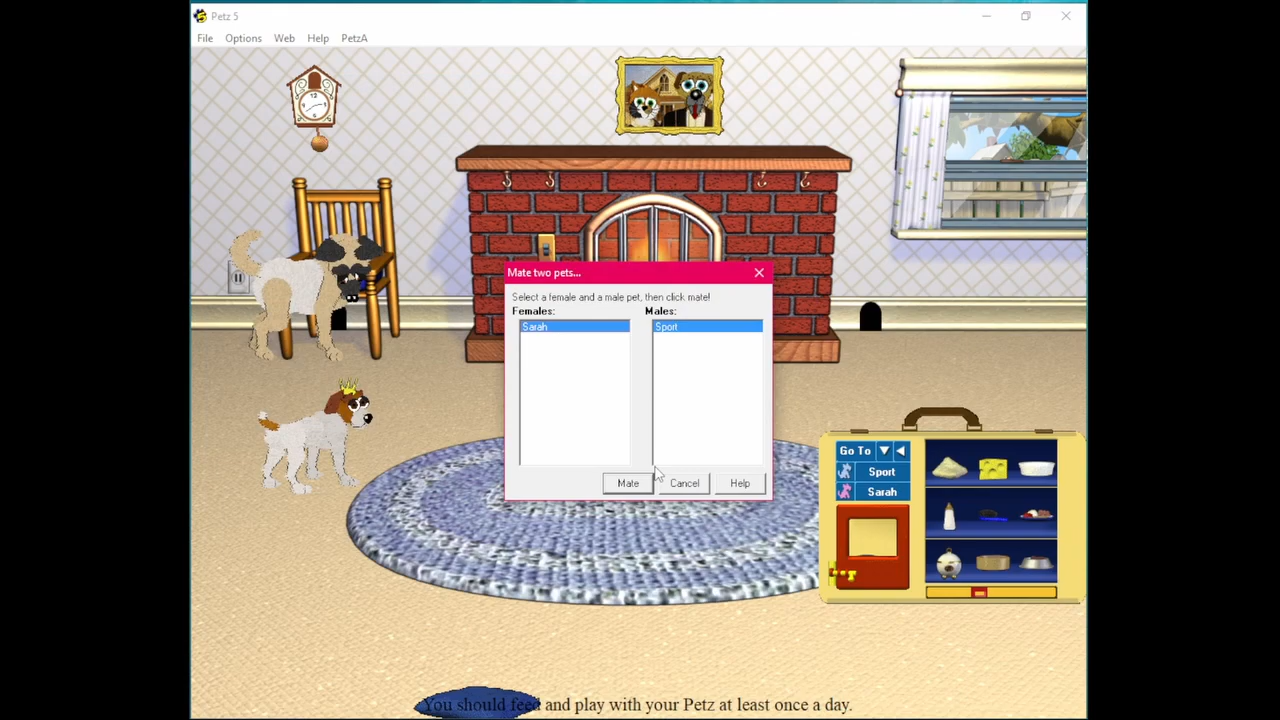 Petz 5
File Options Web Help PetzA
Mate two pets...
Select a female and a male pet, then click mate!
Females: Males:
Sarah Sport
Mate Cancel Help
Go To
Sport
Sarah
You should feed and play with your Petz at least once a day.